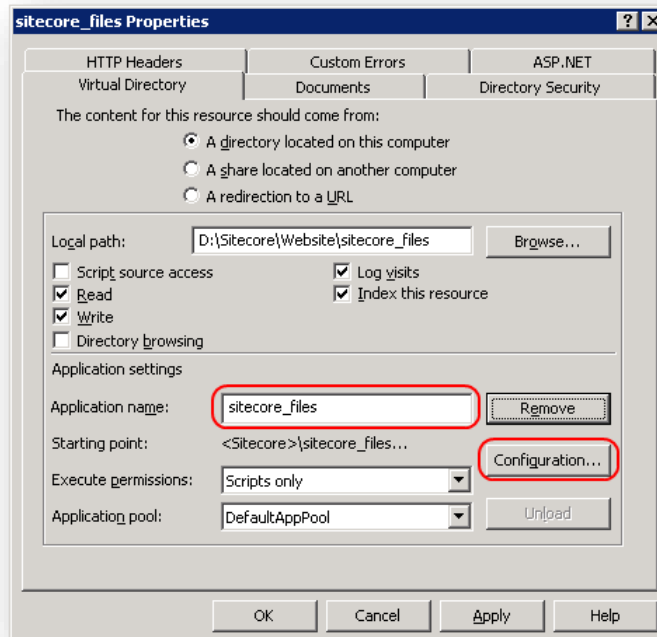 sitecore_files Properties
HTTP Headers
Custom Errors
ASP.NET
Virtual Directory
Documents
Directory Security
The content for this resource should come from:
A directory located on this computer
A share located on another computer
A redirection to a URL
Local path:
D:\Sitecore\Website\sitecore_files
Browse...
Script source access
Log visits
Read
Index this resource
Write
Directory browsing
Application settings
Application name:
sitecore_files
Remove
Starting point:
<Sitecore>\sitecore_files...
Configuration...
Execute permissions:
Scripts only
Application pool:
DefaultAppPool
Unload
OK
Cancel
Apply
Help